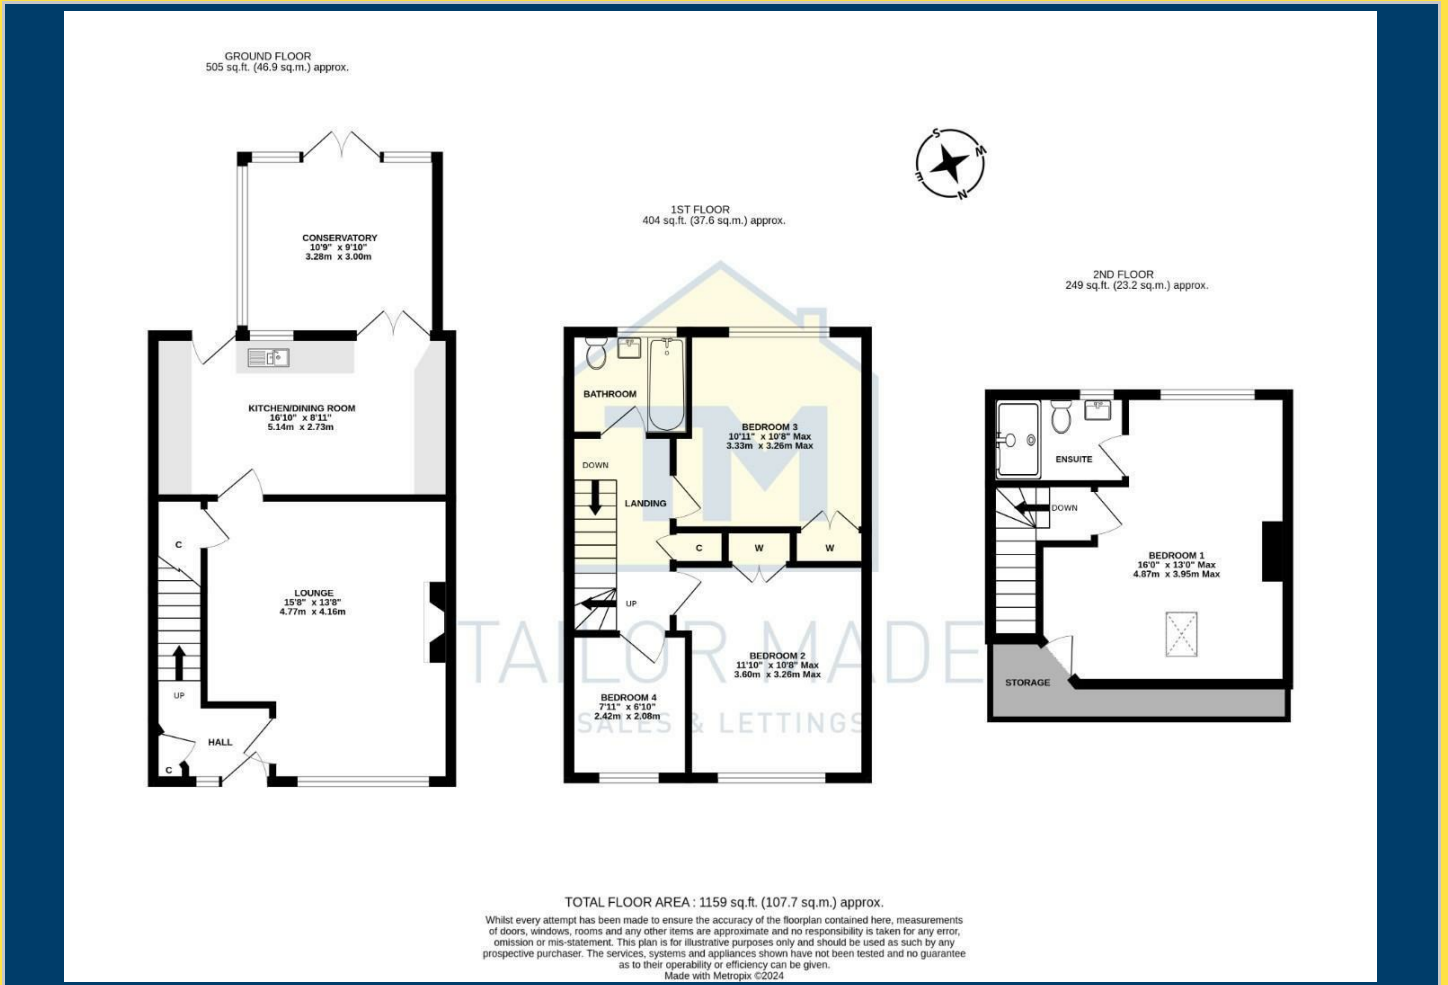 GROUND FLOOR
505 sq.ft. (46.9 sq.m.) approx.
CONSERVATORY
10'9" x 9'10"
3.28m x 3.00m
KITCHEN/DINING ROOM
16'10" x 8'11"
5.14m x 2.73m
C
LOUNGE
15'8" x 13'8"
4.77m x 4.16m
UP
HALL
C
1ST FLOOR
404 sq.ft. (37.6 sq.m.) approx.
BATHROOM
BEDROOM 3
10'11" x 10'8" Max
3.33m x 3.26m Max
DOWN
LANDING
C
W
W
UP
BEDROOM 2
11'10" x 10'8" Max
3.60m x 3.26m Max
BEDROOM 4
7'11" x 6'10"
2.42m x 2.08m
TM
TAILOR MADE
SALES & LETTINGS
S
W
E
N
2ND FLOOR
249 sq.ft. (23.2 sq.m.) approx.
ENSUITE
DOWN
BEDROOM 1
16'0" x 13'0" Max
4.87m x 3.95m Max
STORAGE
TOTAL FLOOR AREA : 1159 sq.ft. (107.7 sq.m.) approx.
Whilst every attempt has been made to ensure the accuracy of the floorplan contained here, measurements
of doors, windows, rooms and any other items are approximate and no responsibility is taken for any error,
omission or mis-statement. This plan is for illustrative purposes only and should be used as such by any
prospective purchaser. The services, systems and appliances shown have not been tested and no guarantee
as to their operability or efficiency can be given.
Made with Metropix ©2024